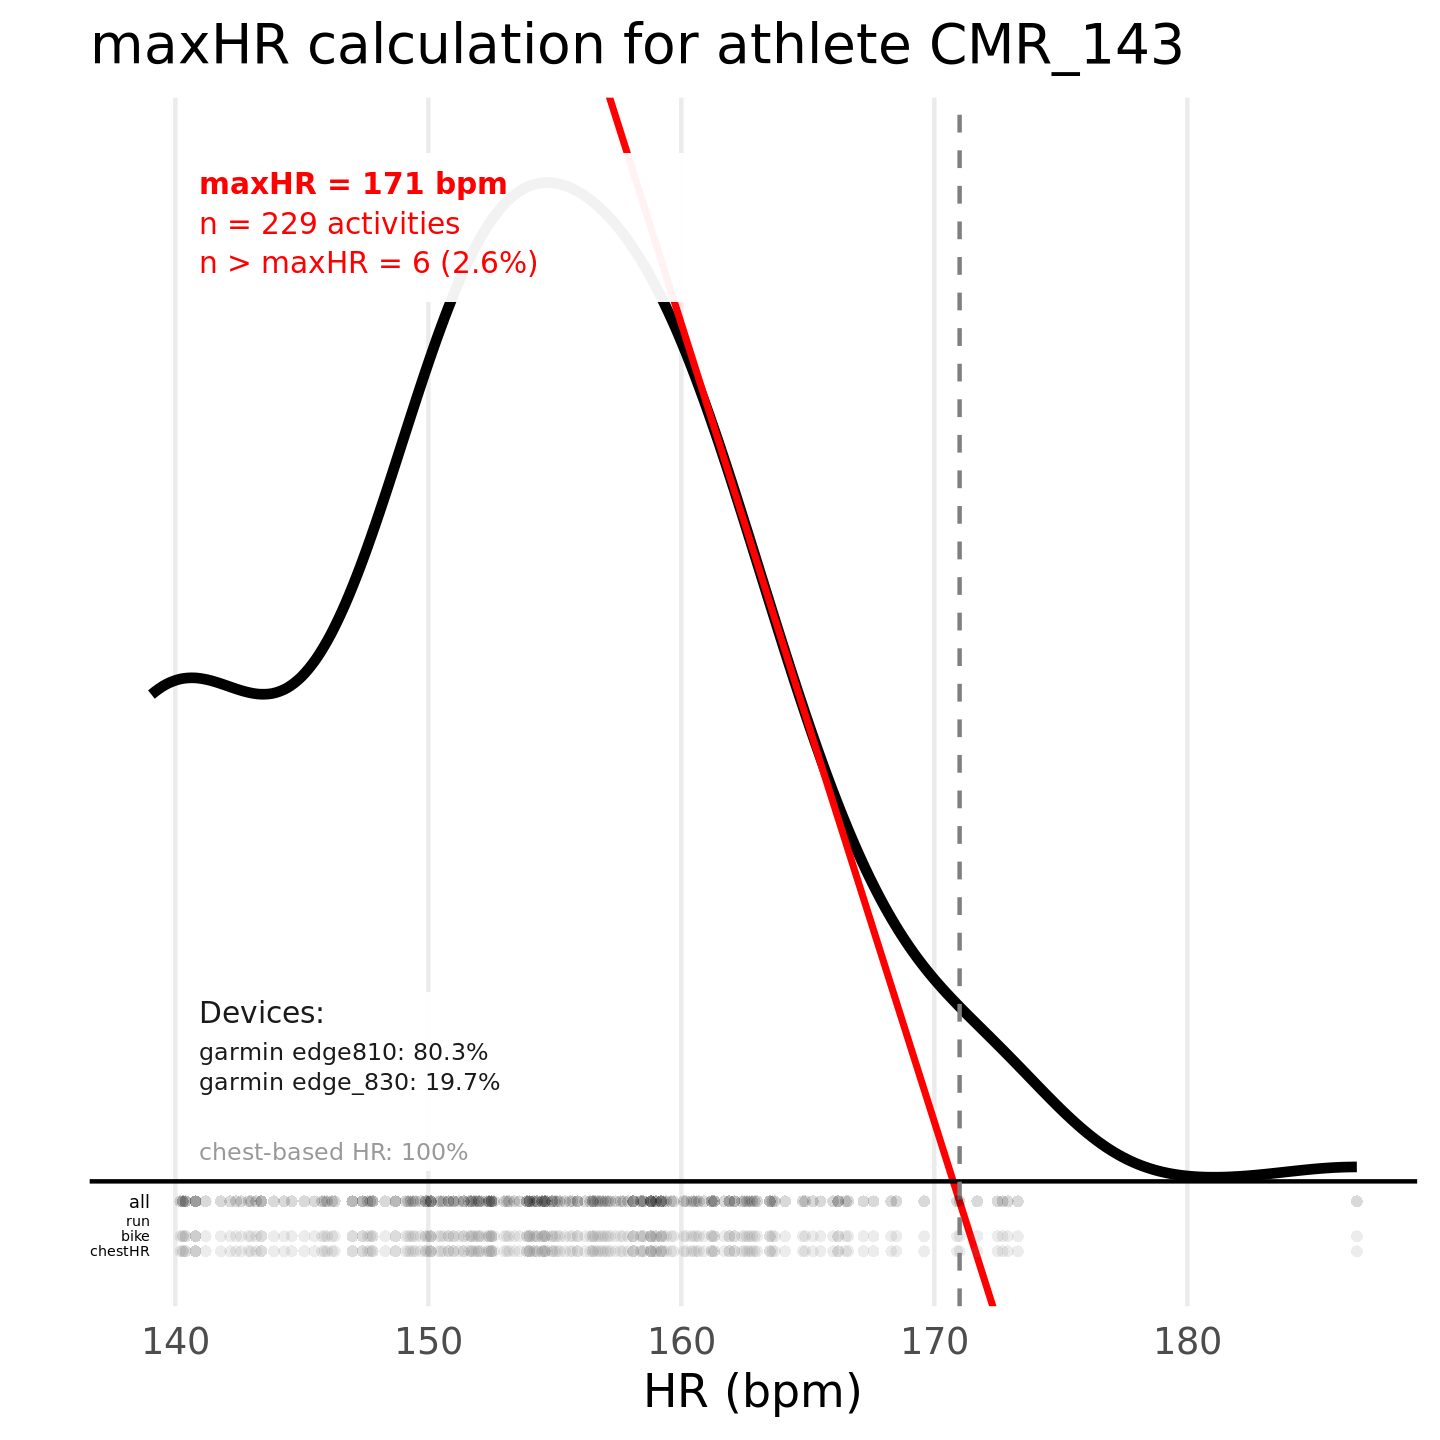 maxHR calculation for athlete CMR_143
maxHR = 171 bpm
n = 229 activities
n > maxHR = 6 (2.6%)
Devices:
garmin edge810: 80.3%
garmin edge_830: 19.7%
chest-based HR: 100%
all
run
bike
chestHR
140 150 160 170 180
HR (bpm)